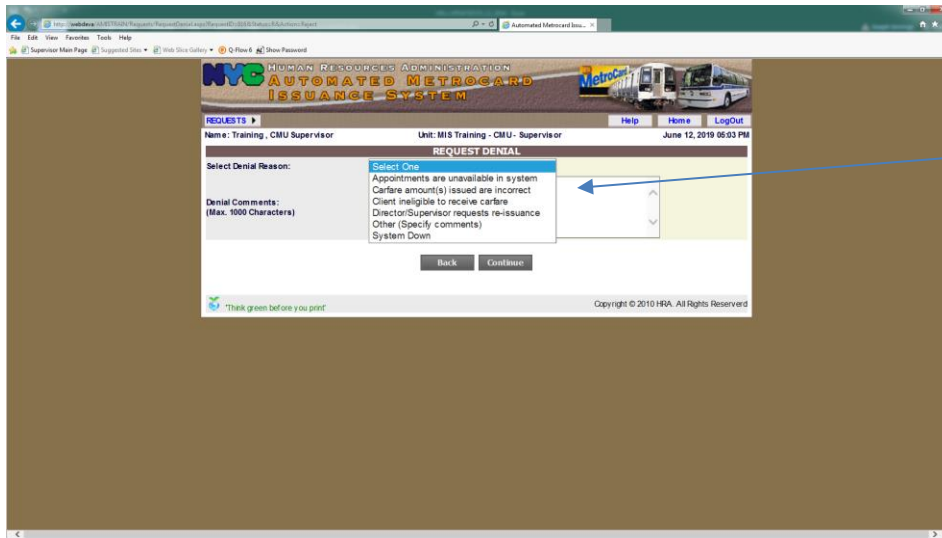 Automated Metrocard Issu...
File Edit View Favorites Tools Help
Supervisor Main Page Suggested Sites Web Slice Gallery Q-Flow 6 Show Password
HUMAN RESOURCES ADMINISTRATION
NYC AUTOMATED METROCARD
ISSUANCE SYSTEM
MetroCard
REQUESTS Help Home LogOut
Name: Training , CMU Supervisor Unit: MIS Training - CMU - Supervisor June 12, 2019 05:03 PM
REQUEST DENIAL
Select Denial Reason:
Select One
Appointments are unavailable in system
Carfare amount(s) issued are incorrect
Client ineligible to receive carfare
Director/Supervisor requests re-issuance
Other (Specify comments)
System Down
Denial Comments:
(Max. 1000 Characters)
Back Continue
"Think green before you print" Copyright © 2010 HRA. All Rights Reserverd